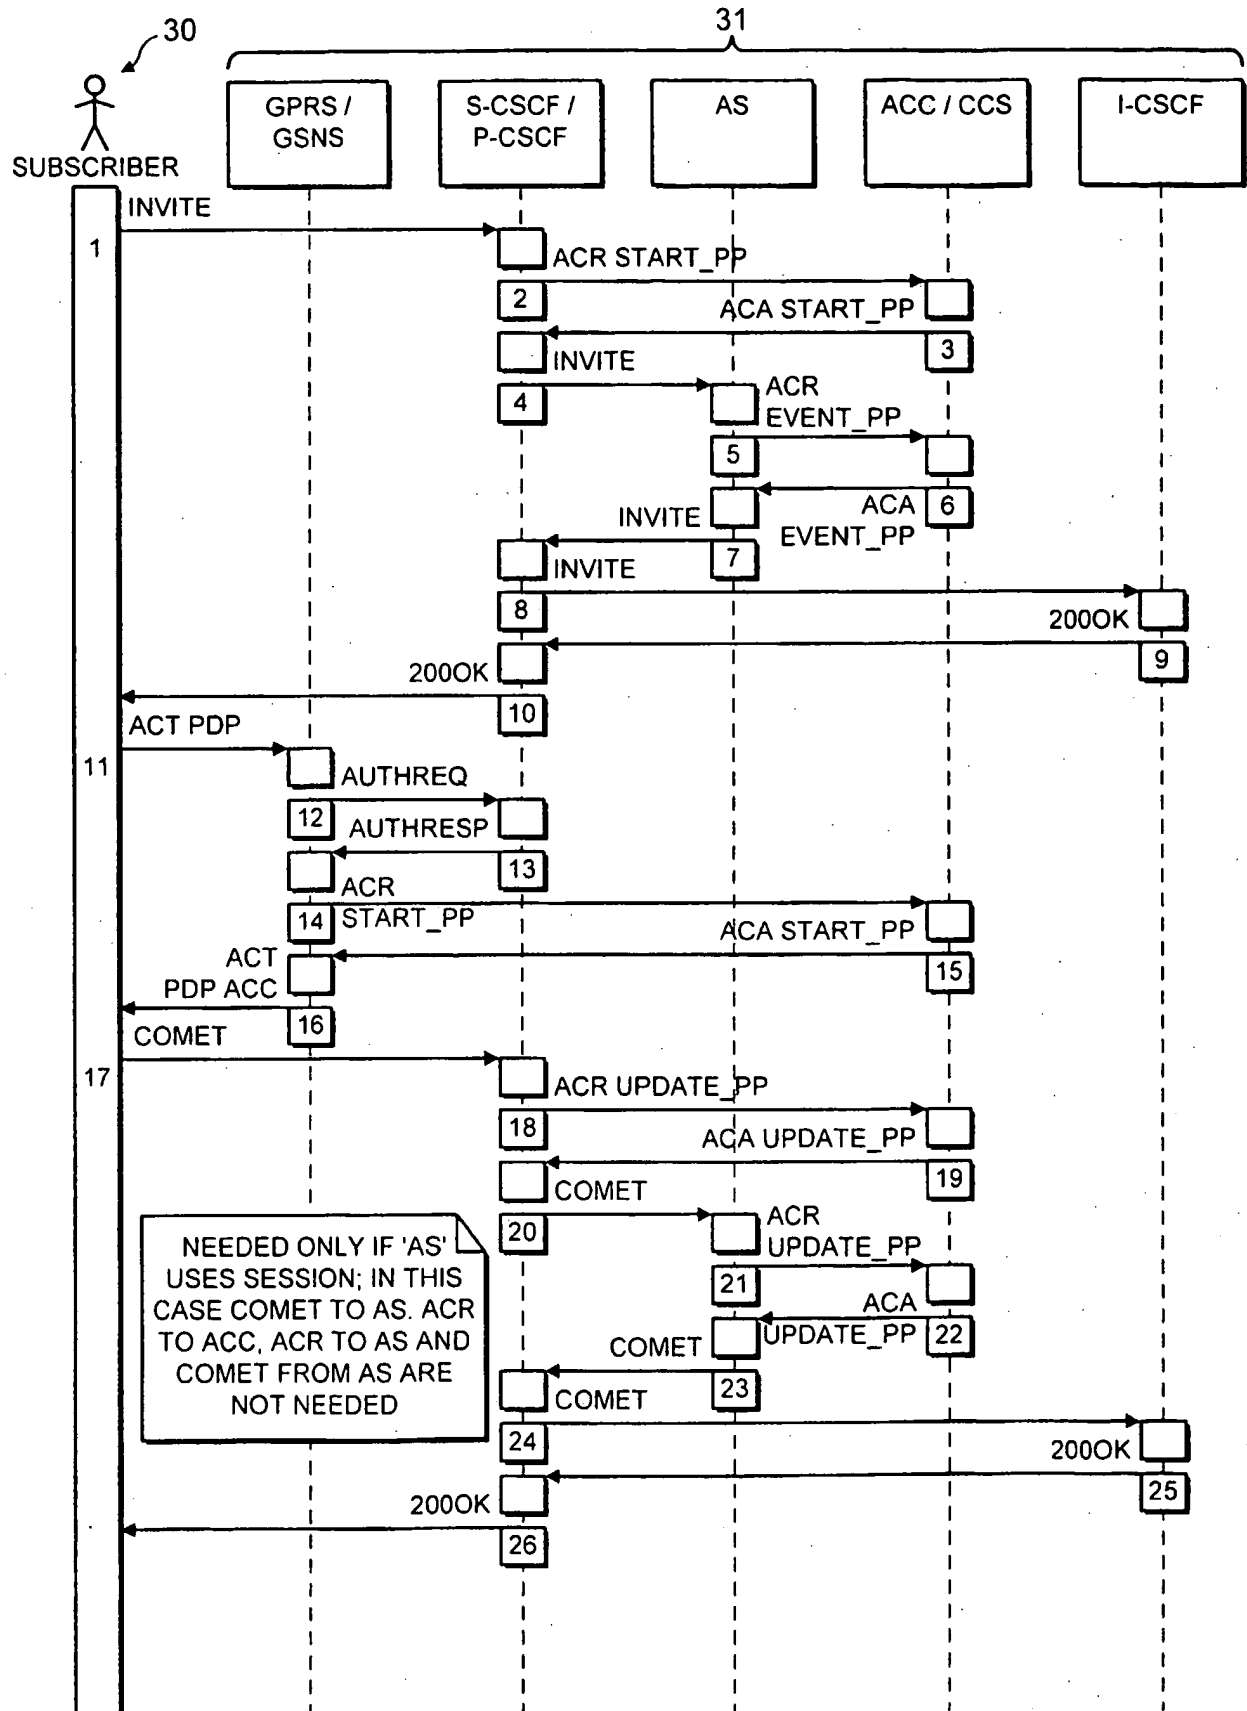 30
31
SUBSCRIBER
GPRS /
GSNS
S-CSCF /
P-CSCF
AS
ACC / CCS
I-CSCF
INVITE
1
ACR START_PP
2
ACA START_PP
3
INVITE
4
ACR
EVENT_PP
5
ACA
EVENT_PP
6
INVITE
7
INVITE
8
200OK
9
200OK
10
ACT PDP
11
AUTHREQ
12
AUTHRESP
13
ACR
START_PP
14
ACA START_PP
15
ACT
PDP ACC
16
COMET
17
ACR UPDATE_PP
18
ACA UPDATE_PP
19
COMET
20
ACR
UPDATE_PP
21
ACA
UPDATE_PP
22
COMET
23
COMET
24
200OK
25
200OK
26
NEEDED ONLY IF 'AS'
USES SESSION; IN THIS
CASE COMET TO AS. ACR
TO ACC, ACR TO AS AND
COMET FROM AS ARE
NOT NEEDED